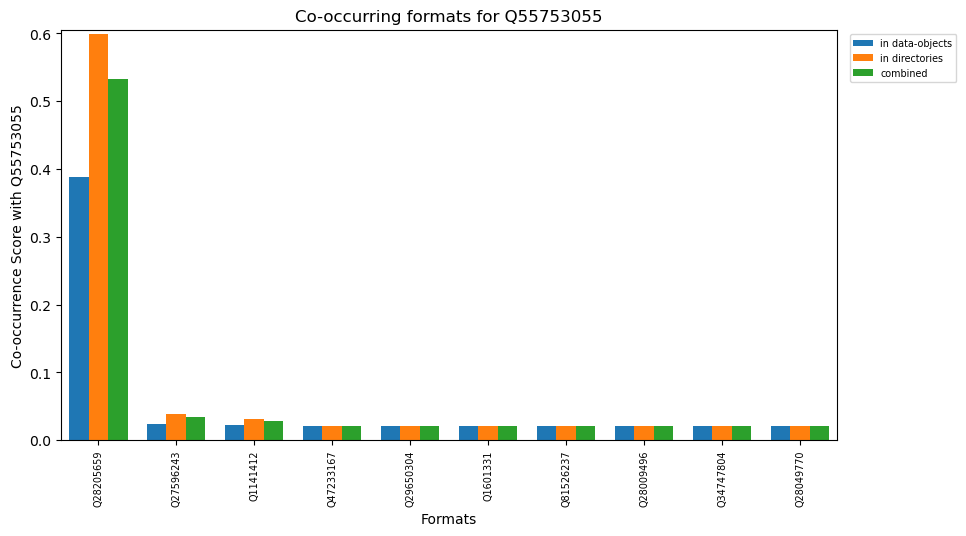 Co-occurring formats for Q55753055
in data-objects
in directories
combined
Co-occurrence Score with Q55753055
0.6
0.5
0.4
0.3
0.2
0.1
0.0
Q28205659
Q27596243
Q1141412
Q47233167
Q29650304
Q1601331
Q81526237
Q28009496
Q34747804
Q28049770
Formats